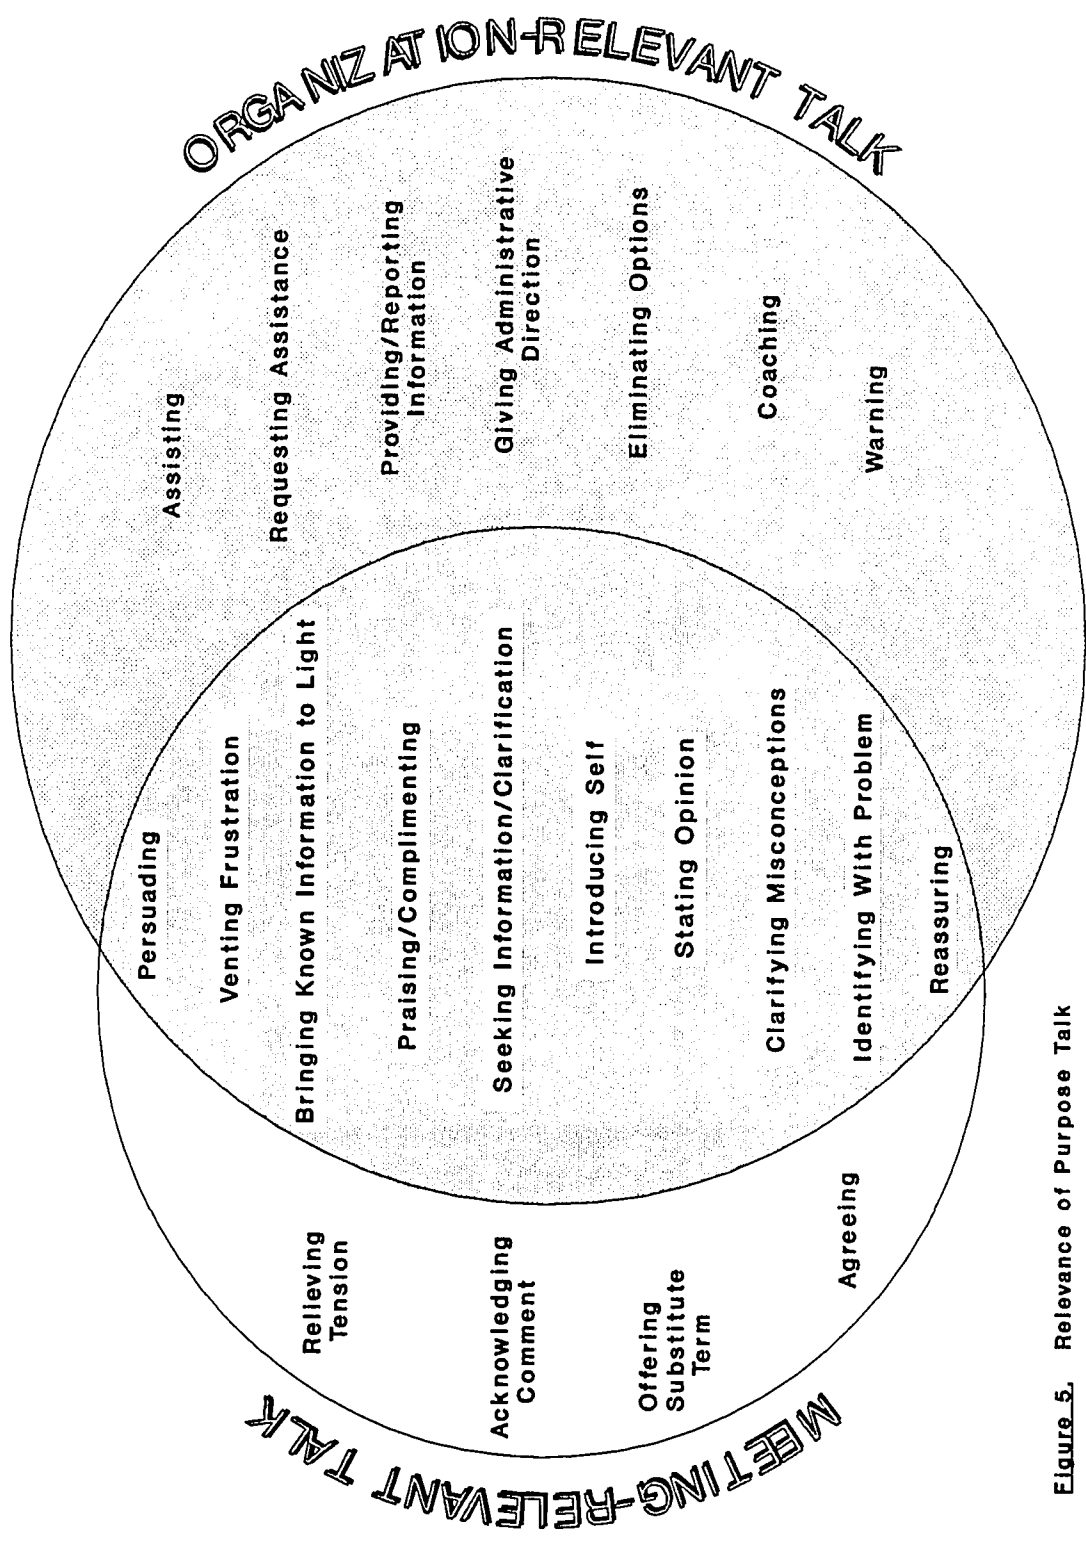 MEETING-RELEVANT TALK
ORGANIZATION-RELEVANT TALK
Relieving
Tension
Acknowledging
Comment
Offering
Substitute
Term
Agreeing
Persuading
Venting Frustration
Bringing Known Information to Light
Praising/Complimenting
Seeking Information/Clarification
Introducing Self
Stating Opinion
Clarifying Misconceptions
Identifying With Problem
Reassuring
Assisting
Requesting Assistance
Providing/Reporting
Information
Giving Administrative
Direction
Eliminating Options
Coaching
Warning
Figure 5. Relevance of Purpose Talk